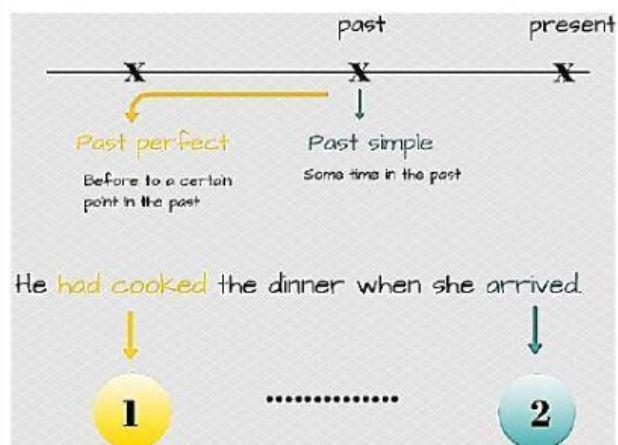 past present
X X X
Past perfect Past simple
Before to a certain Some time in the past
point in the past
He had cooked the dinner when she arrived.
1 ............. 2